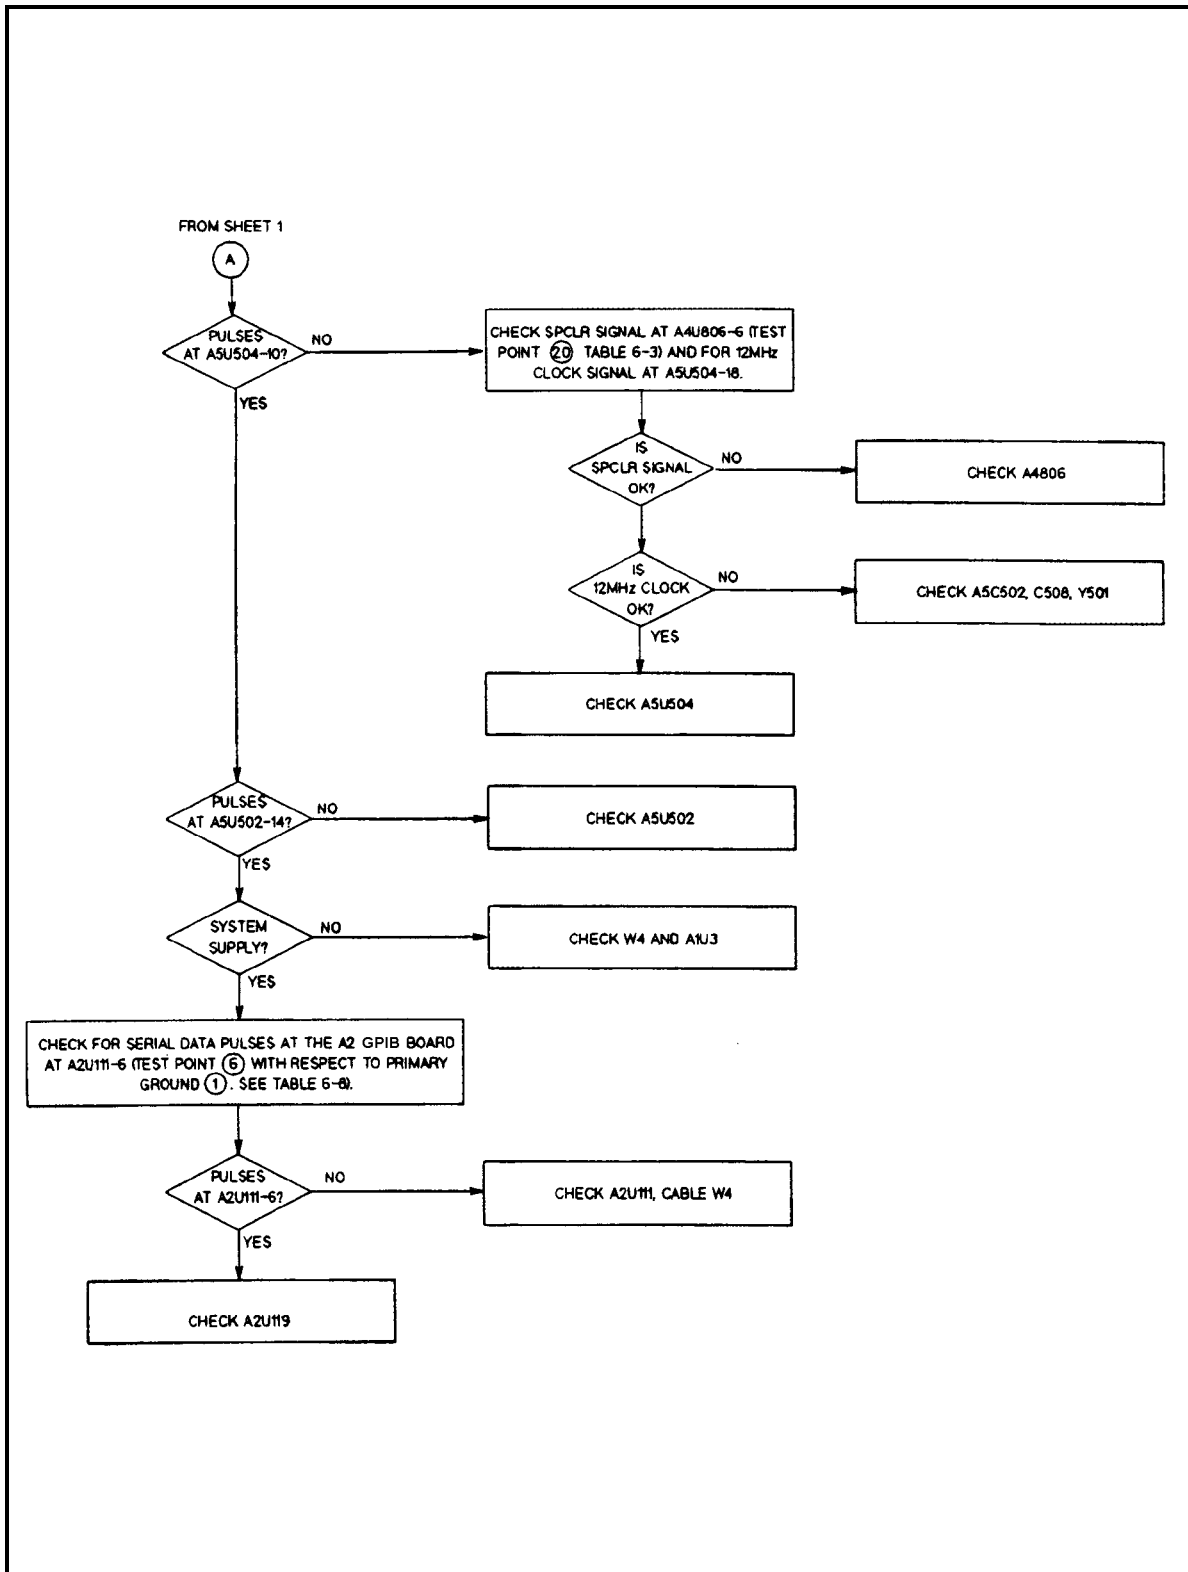 FROM SHEET 1
A
PULSES
AT A5U504-10?
NO
YES
CHECK SPCLR SIGNAL AT A4U806-6 (TEST
POINT 20 TABLE 6-3) AND FOR 12MHz
CLOCK SIGNAL AT A5U504-18.
IS
SPCLR SIGNAL
OK?
NO
CHECK A4806
IS
12MHz CLOCK
OK?
NO
YES
CHECK A5C502, C508, Y501
CHECK A5U504
PULSES
AT A5U502-14?
NO
YES
CHECK A5U502
SYSTEM
SUPPLY?
NO
YES
CHECK W4 AND A1U3
CHECK FOR SERIAL DATA PULSES AT THE A2 GPIB BOARD
AT A2U111-6 (TEST POINT 6 WITH RESPECT TO PRIMARY
GROUND 1. SEE TABLE 6-6).
PULSES
AT A2U111-6?
NO
YES
CHECK A2U111, CABLE W4
CHECK A2U119